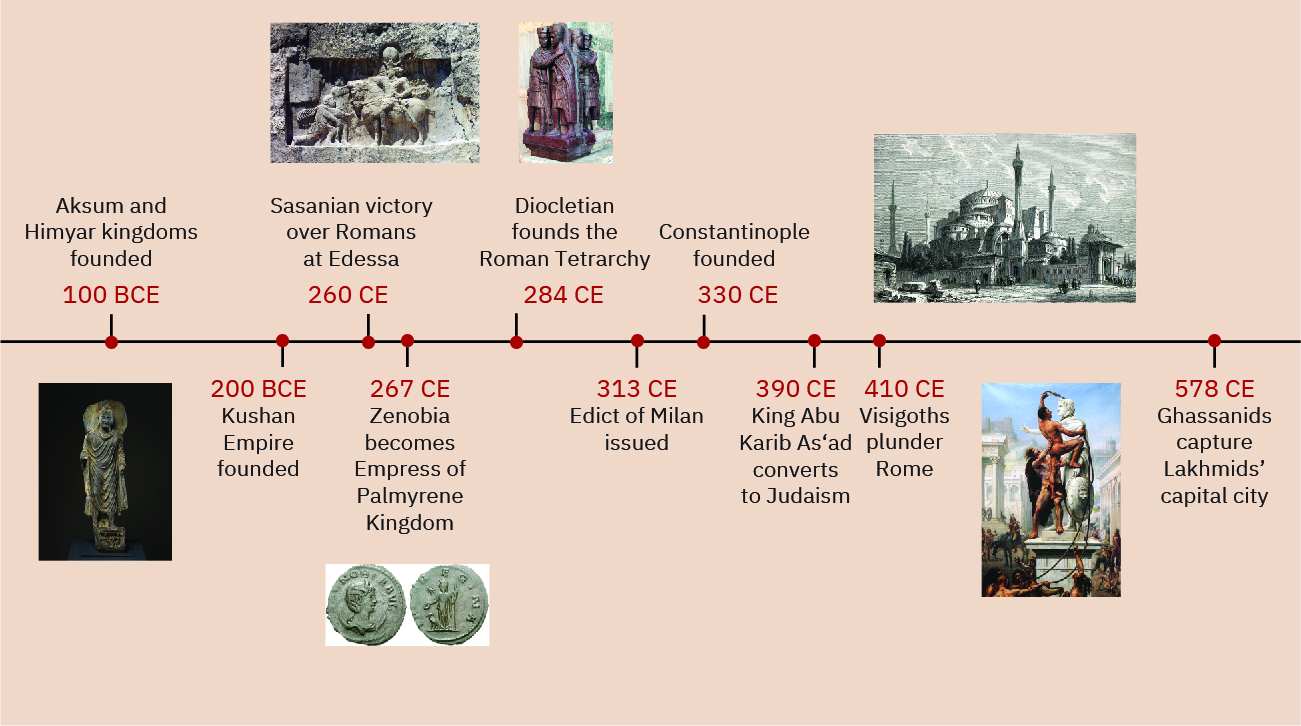 Aksum and
Himyar kingdoms
founded
100 BCE
200 BCE
Kushan
Empire
founded
Sasanian victory
over Romans
at Edessa
260 CE
267 CE
Zenobia
becomes
Empress of
Palmyrene
Kingdom
Diocletian
founds the
Roman Tetrarchy
284 CE
313 CE
Edict of Milan
issued
Constantinople
founded
330 CE
390 CE
King Abu
Karib As‘ad
converts
to Judaism
410 CE
Visigoths
plunder
Rome
578 CE
Ghassanids
capture
Lakhmids’
capital city